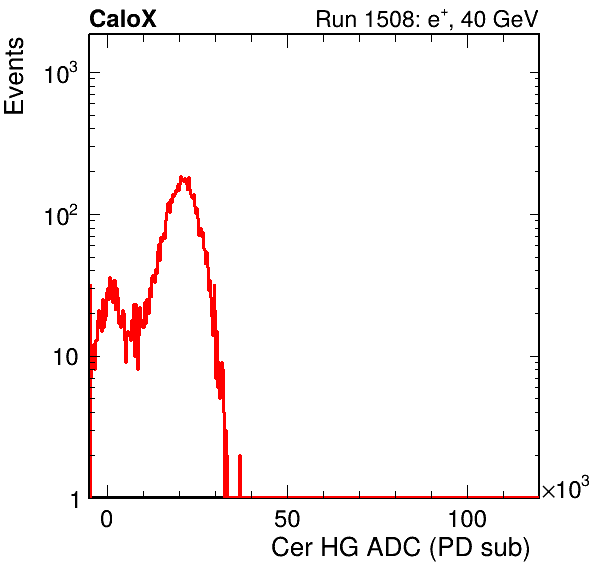 CaloX
Run 1508: e⁺, 40 GeV
Events
10³
10²
10
1
0
50
100
×10³
Cer HG ADC (PD sub)